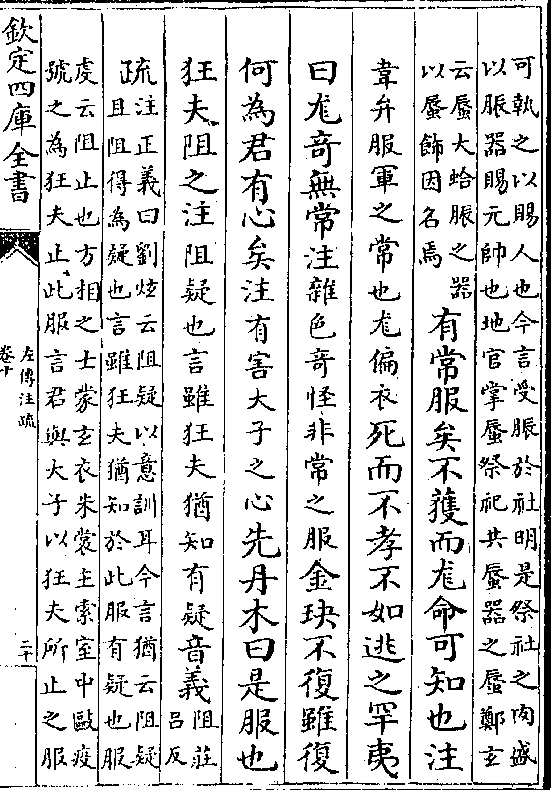 可執之以賜人也今言受脤於社明是祭社之肉盛
以脤器賜元帥也地官掌蜃祭祀共蜃器之蜃鄭玄
云蜃大蛤脤之器
以蜃飾因名焉
有常服矣不獲而尨命可知也注
韋弁服軍之常也尨偏衣死而不孝不如逃之罕夷
曰尨竒無常注雜色竒怪非常之服金玦不復雖復
何為君有心矣注有害大子之心先丹木曰是服也
狂夫阻之注阻疑也言雖狂夫猶知有疑音義
阻莊
吕反
疏
注正義曰劉炫云阻疑以意訓耳今言猶云阻疑
且阻得為疑也言雖狂夫猶知於此服有疑也服
䖍云阻止也方相之士蒙玄衣朱裳主索室中毆疫
號之為狂夫止此服言君與大子以狂夫所止之服
欽定四庫全書
左傳注疏
卷十
二十